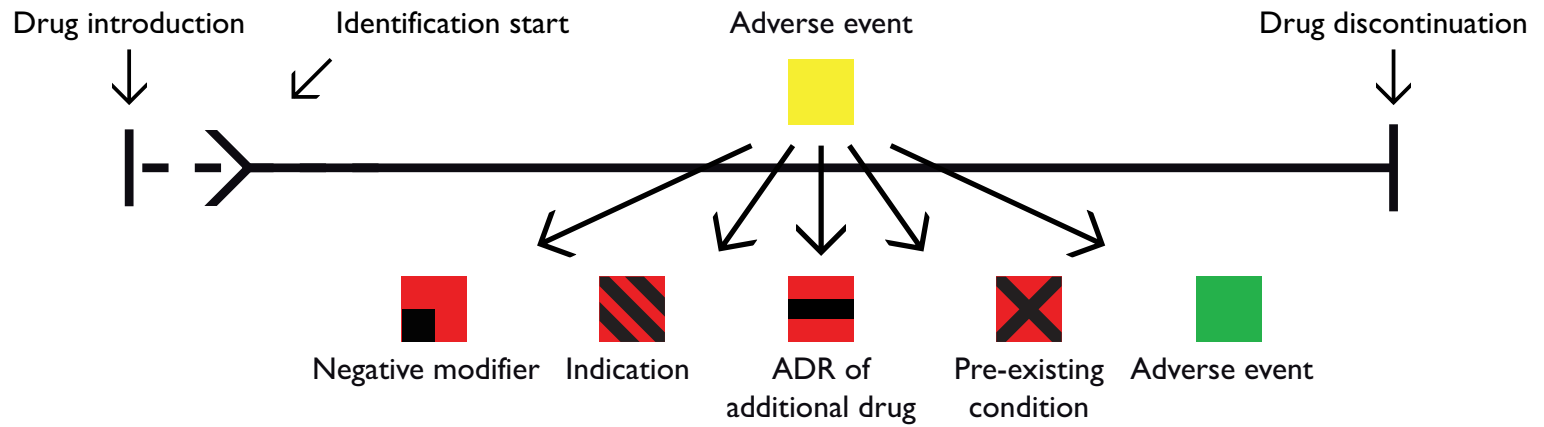 Drug introduction
Identification start
Adverse event
Drug discontinuation
Negative modifier
Indication
ADR of
additional drug
Pre-existing
condition
Adverse event